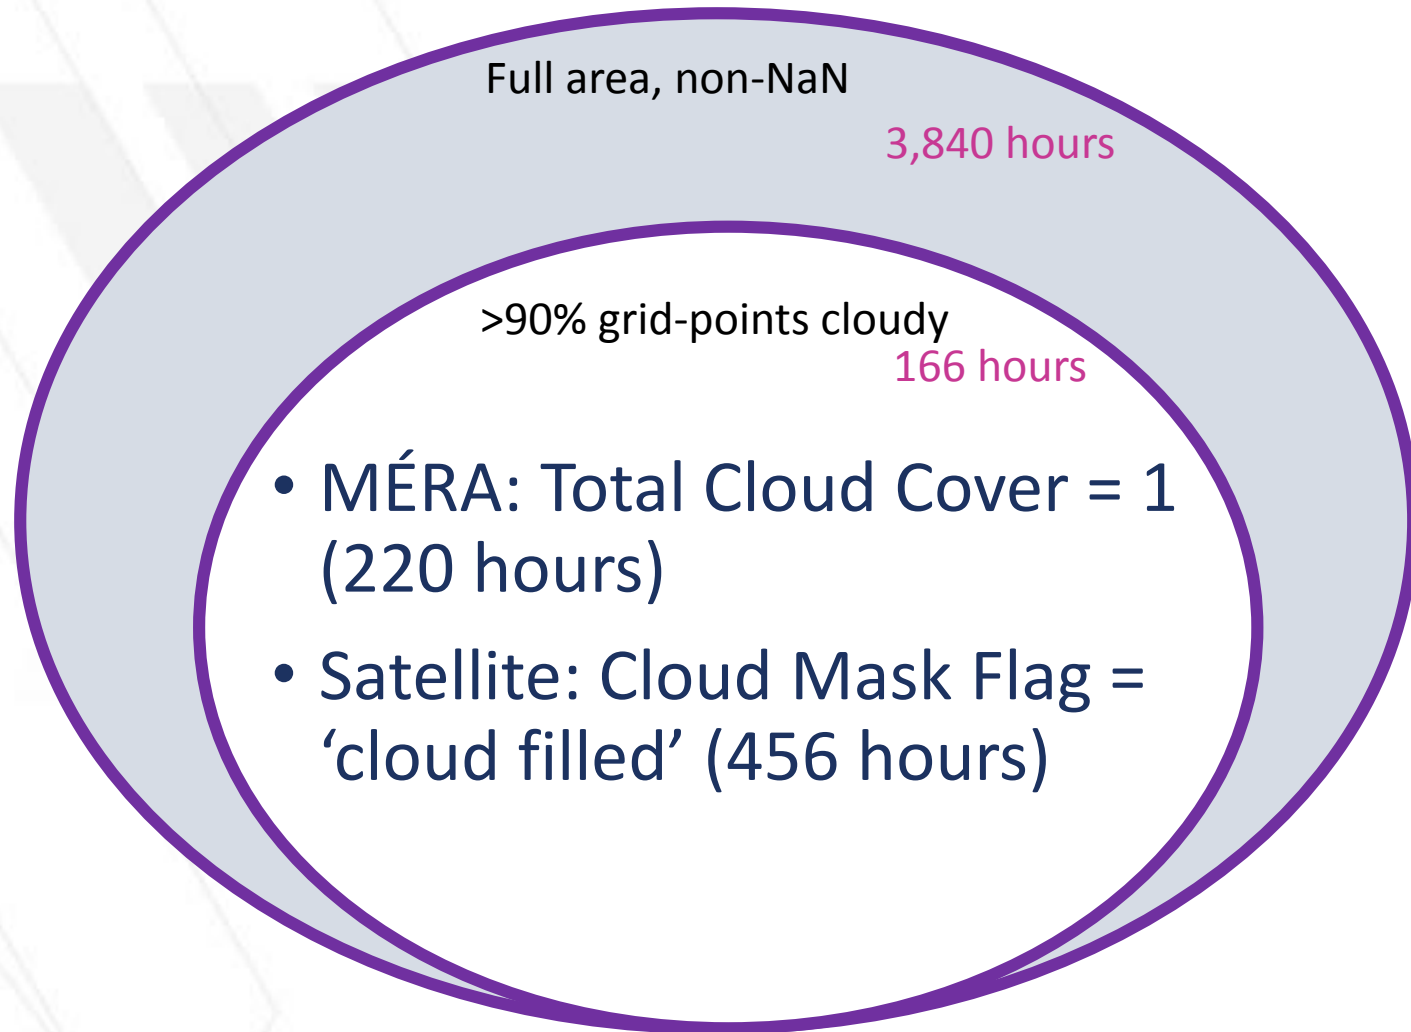 Full area, non-NaN
3,840 hours
>90% grid-points cloudy
166 hours
• MÉRA: Total Cloud Cover = 1
(220 hours)
• Satellite: Cloud Mask Flag =
‘cloud filled’ (456 hours)